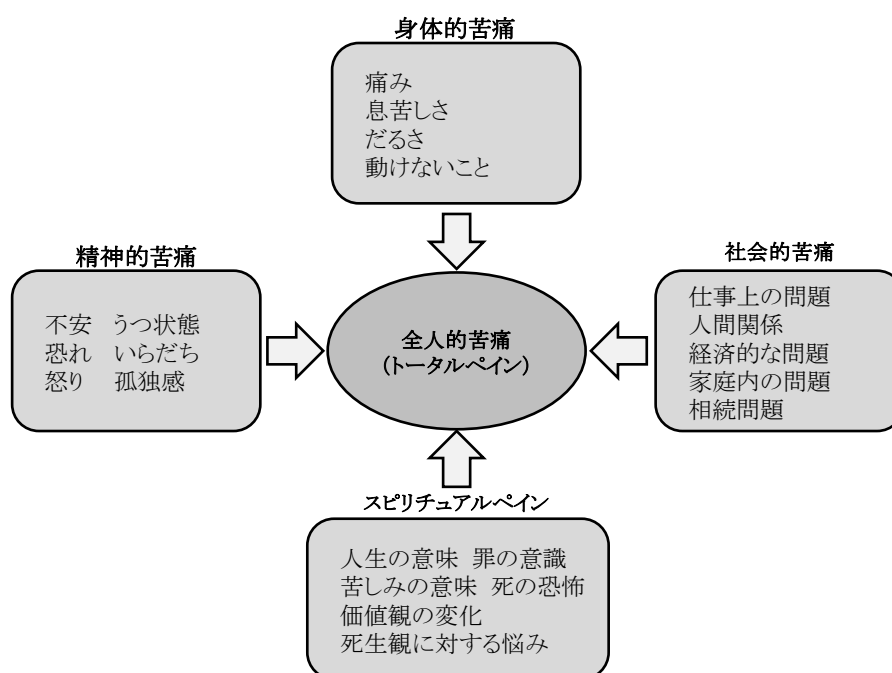 身体的苦痛
痛み
息苦しさ
だるさ
動けないこと
精神的苦痛
不安 うつ状態
恐れ いらだち
怒り 孤独感
全人的苦痛
(トータルペイン)
社会的苦痛
仕事上の問題
人間関係
経済的な問題
家庭内の問題
相続問題
スピリチュアルペイン
人生の意味 罪の意識
苦しみの意味 死の恐怖
価値観の変化
死生観に対する悩み